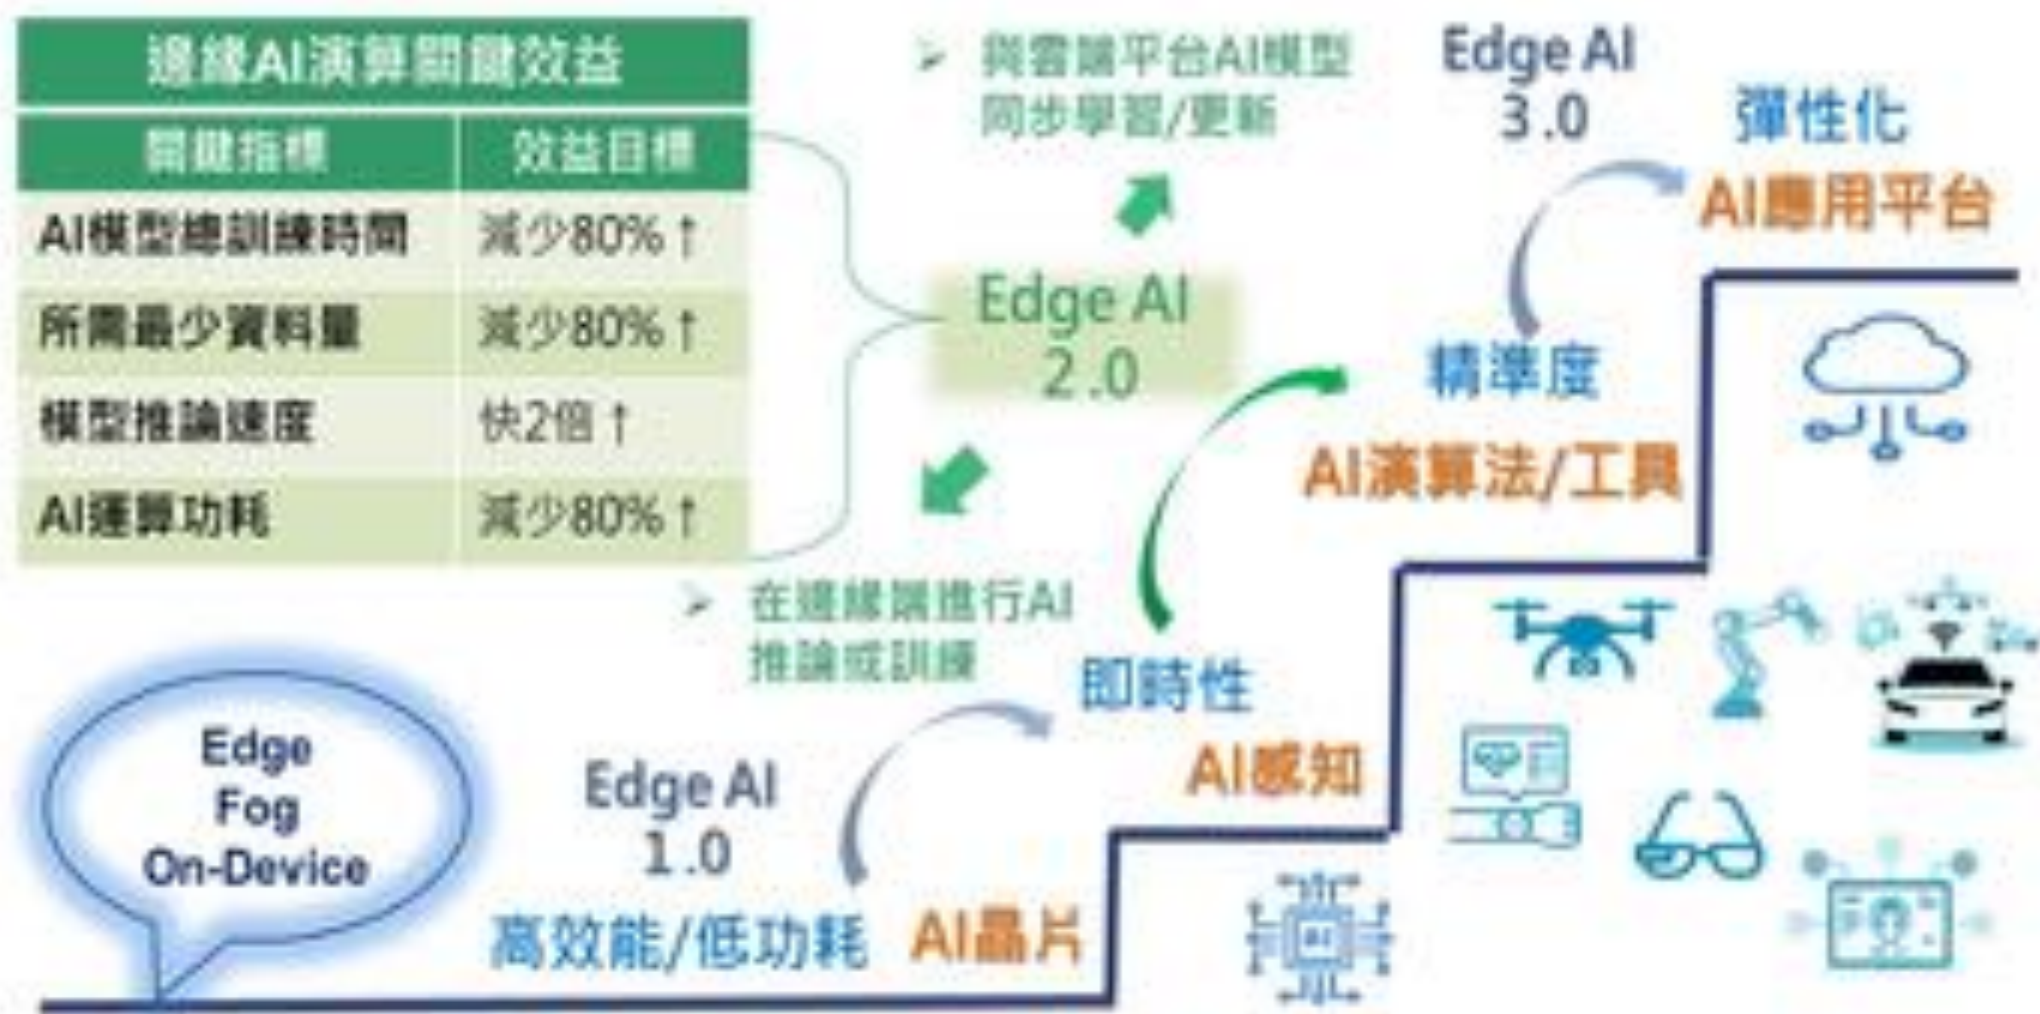 邊緣AI演算關鍵效益
關鍵指標 效益目標
AI模型總訓練時間 減少80%↑
所需最少資料量 減少80%↑
模型推論速度 快2倍↑
AI運算功耗 減少80%↑
➢ 與雲端平台AI模型
同步學習/更新
Edge AI
2.0
➢ 在邊緣端進行AI
推論或訓練
Edge AI
3.0
彈性化
AI應用平台
精準度
AI演算法/工具
即時性
AI感知
Edge AI
1.0
高效能/低功耗 AI晶片
Edge
Fog
On-Device